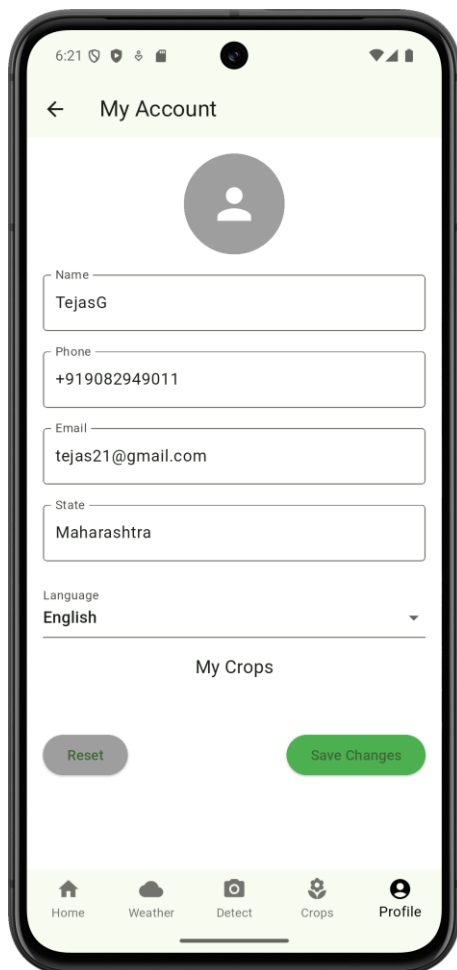 6:21
My Account
Name
TejasG
Phone
+919082949011
Email
tejas21@gmail.com
State
Maharashtra
Language
English
My Crops
Reset Save Changes
Home Weather Detect Crops Profile